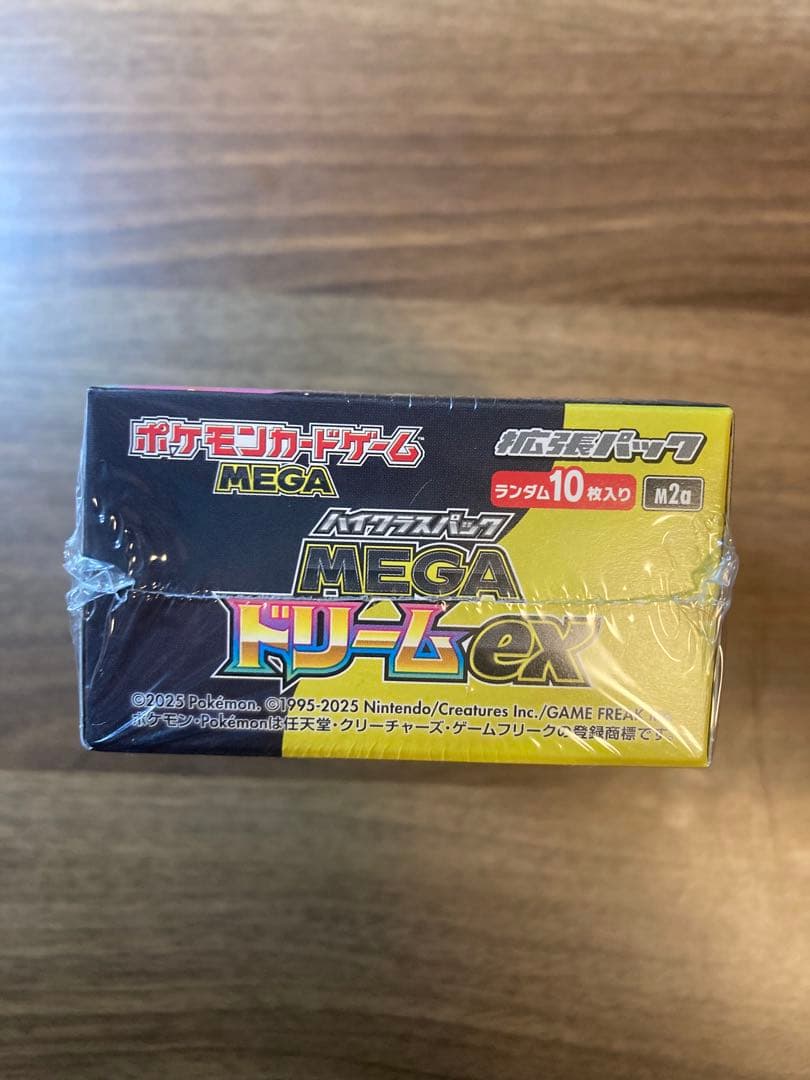 ポケモンカードゲーム™
MEGA
拡張パック
ランダム10枚入り
M2a
ハイクラスパック
MEGA
ドリームex
©2025 Pokémon. ©1995-2025 Nintendo/Creatures Inc./GAME FREAK
ポケモン・Pokémonは任天堂・クリーチャーズ・ゲームフリークの登録商標です。